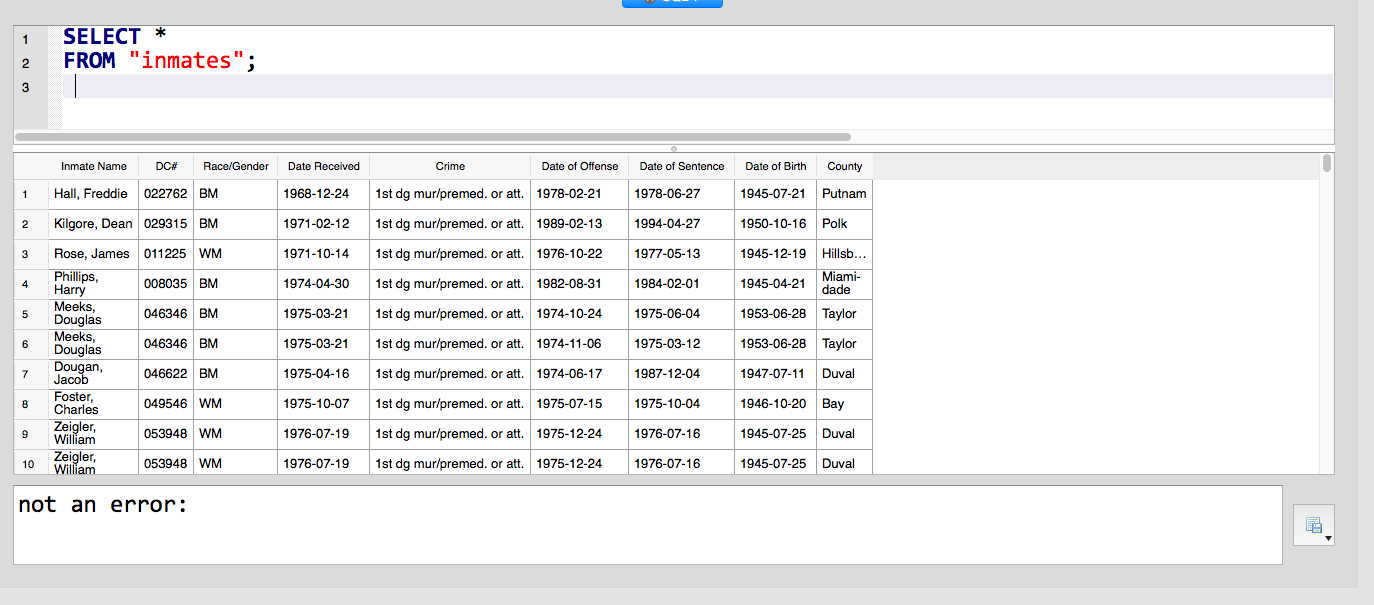 1 SELECT *
2 FROM "inmates";
3
Inmate Name DC# Race/Gender Date Received Crime Date of Offense Date of Sentence Date of Birth County
1 Hall, Freddie 022762 BM 1968-12-24 1st dg mur/premed. or att. 1978-02-21 1978-06-27 1945-07-21 Putnam
2 Kilgore, Dean 029315 BM 1971-02-12 1st dg mur/premed. or att. 1989-02-13 1994-04-27 1950-10-16 Polk
3 Rose, James 011225 WM 1971-10-14 1st dg mur/premed. or att. 1976-10-22 1977-05-13 1945-12-19 Hillsb…
4 Phillips, Harry 008035 BM 1974-04-30 1st dg mur/premed. or att. 1982-08-31 1984-02-01 1945-04-21 Miami-dade
5 Meeks, Douglas 046346 BM 1975-03-21 1st dg mur/premed. or att. 1974-10-24 1975-06-04 1953-06-28 Taylor
6 Meeks, Douglas 046346 BM 1975-03-21 1st dg mur/premed. or att. 1974-11-06 1975-03-12 1953-06-28 Taylor
7 Dougan, Jacob 046622 BM 1975-04-16 1st dg mur/premed. or att. 1974-06-17 1987-12-04 1947-07-11 Duval
8 Foster, Charles 049546 WM 1975-10-07 1st dg mur/premed. or att. 1975-07-15 1975-10-04 1946-10-20 Bay
9 Zeigler, William 053948 WM 1976-07-19 1st dg mur/premed. or att. 1975-12-24 1976-07-16 1945-07-25 Duval
10 Zeigler, William 053948 WM 1976-07-19 1st dg mur/premed. or att. 1975-12-24 1976-07-16 1945-07-25 Duval
not an error: